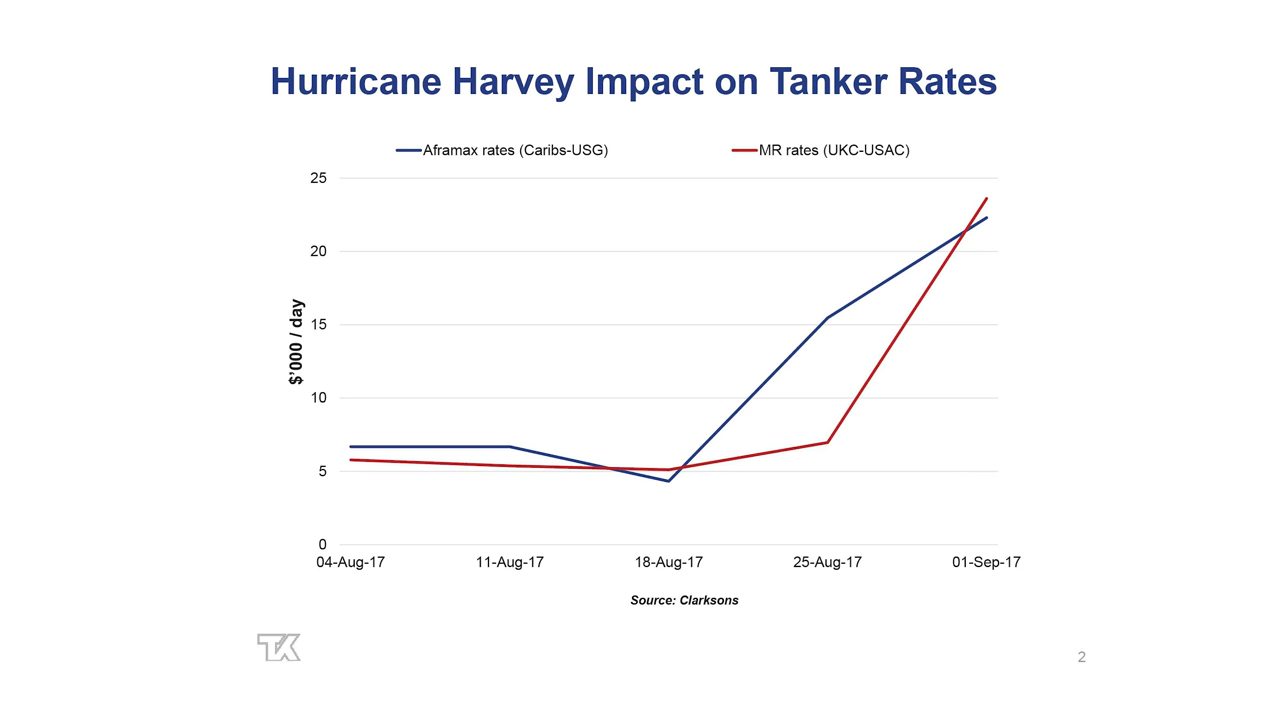 Hurricane Harvey Impact on Tanker Rates
Aframax rates (Caribs-USG)
MR rates (UKC-USAC)
25
20
15
10
5
0
$'000 / day
04-Aug-17
11-Aug-17
18-Aug-17
25-Aug-17
01-Sep-17
Source: Clarksons
TK
2